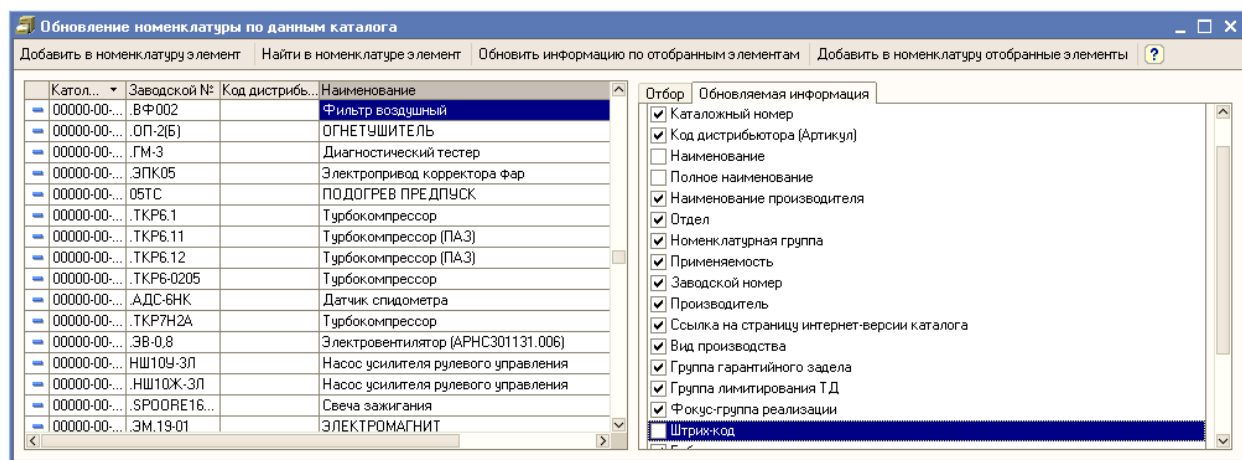 Обновление номенклатуры по данным каталога
Добавить в номенклатуру элемент Найти в номенклатуре элемент Обновить информацию по отобранным элементам Добавить в номенклатуру отобранные элементы ?
Катол... Заводской № Код дистрибь... Наименование
00000-00-... .ВФ002 Фильтр воздушный
00000-00-... .ОП-2(Б) ОГНЕТУШИТЕЛЬ
00000-00-... .ГМ-3 Диагностический тестер
00000-00-... .ЭПК05 Электропривод корректора фар
00000-00-... 05ТС ПОДОГРЕВ ПРЕДПУСК
00000-00-... .ТКР6.1 Турбокомпрессор
00000-00-... .ТКР6.11 Турбокомпрессор (ПАЗ)
00000-00-... .ТКР6.12 Турбокомпрессор (ПАЗ)
00000-00-... .ТКР6-0205 Турбокомпрессор
00000-00-... .АДС-6НК Датчик спидометра
00000-00-... .ТКР7Н2А Турбокомпрессор
00000-00-... .ЭВ-0,8 Электровентилятор (АРНС301131.006)
00000-00-... НШ10У-3Л Насос усилителя рулевого управления
00000-00-... .НШ10Ж-3Л Насос усилителя рулевого управления
00000-00-... .SPOORE16... Свеча зажигания
00000-00-... .ЭМ.19-01 ЭЛЕКТРОМАГНИТ
Отбор Обновляемая информация
Каталожный номер
Код дистрибьютора (Артикул)
Наименование
Полное наименование
Наименование производителя
Отдел
Номенклатурная группа
Применяемость
Заводской номер
Производитель
Ссылка на страницу интернет-версии каталога
Вид производства
Группа гарантийного задела
Группа лимитирования ТД
Фокус-группа реализации
Штрих-код